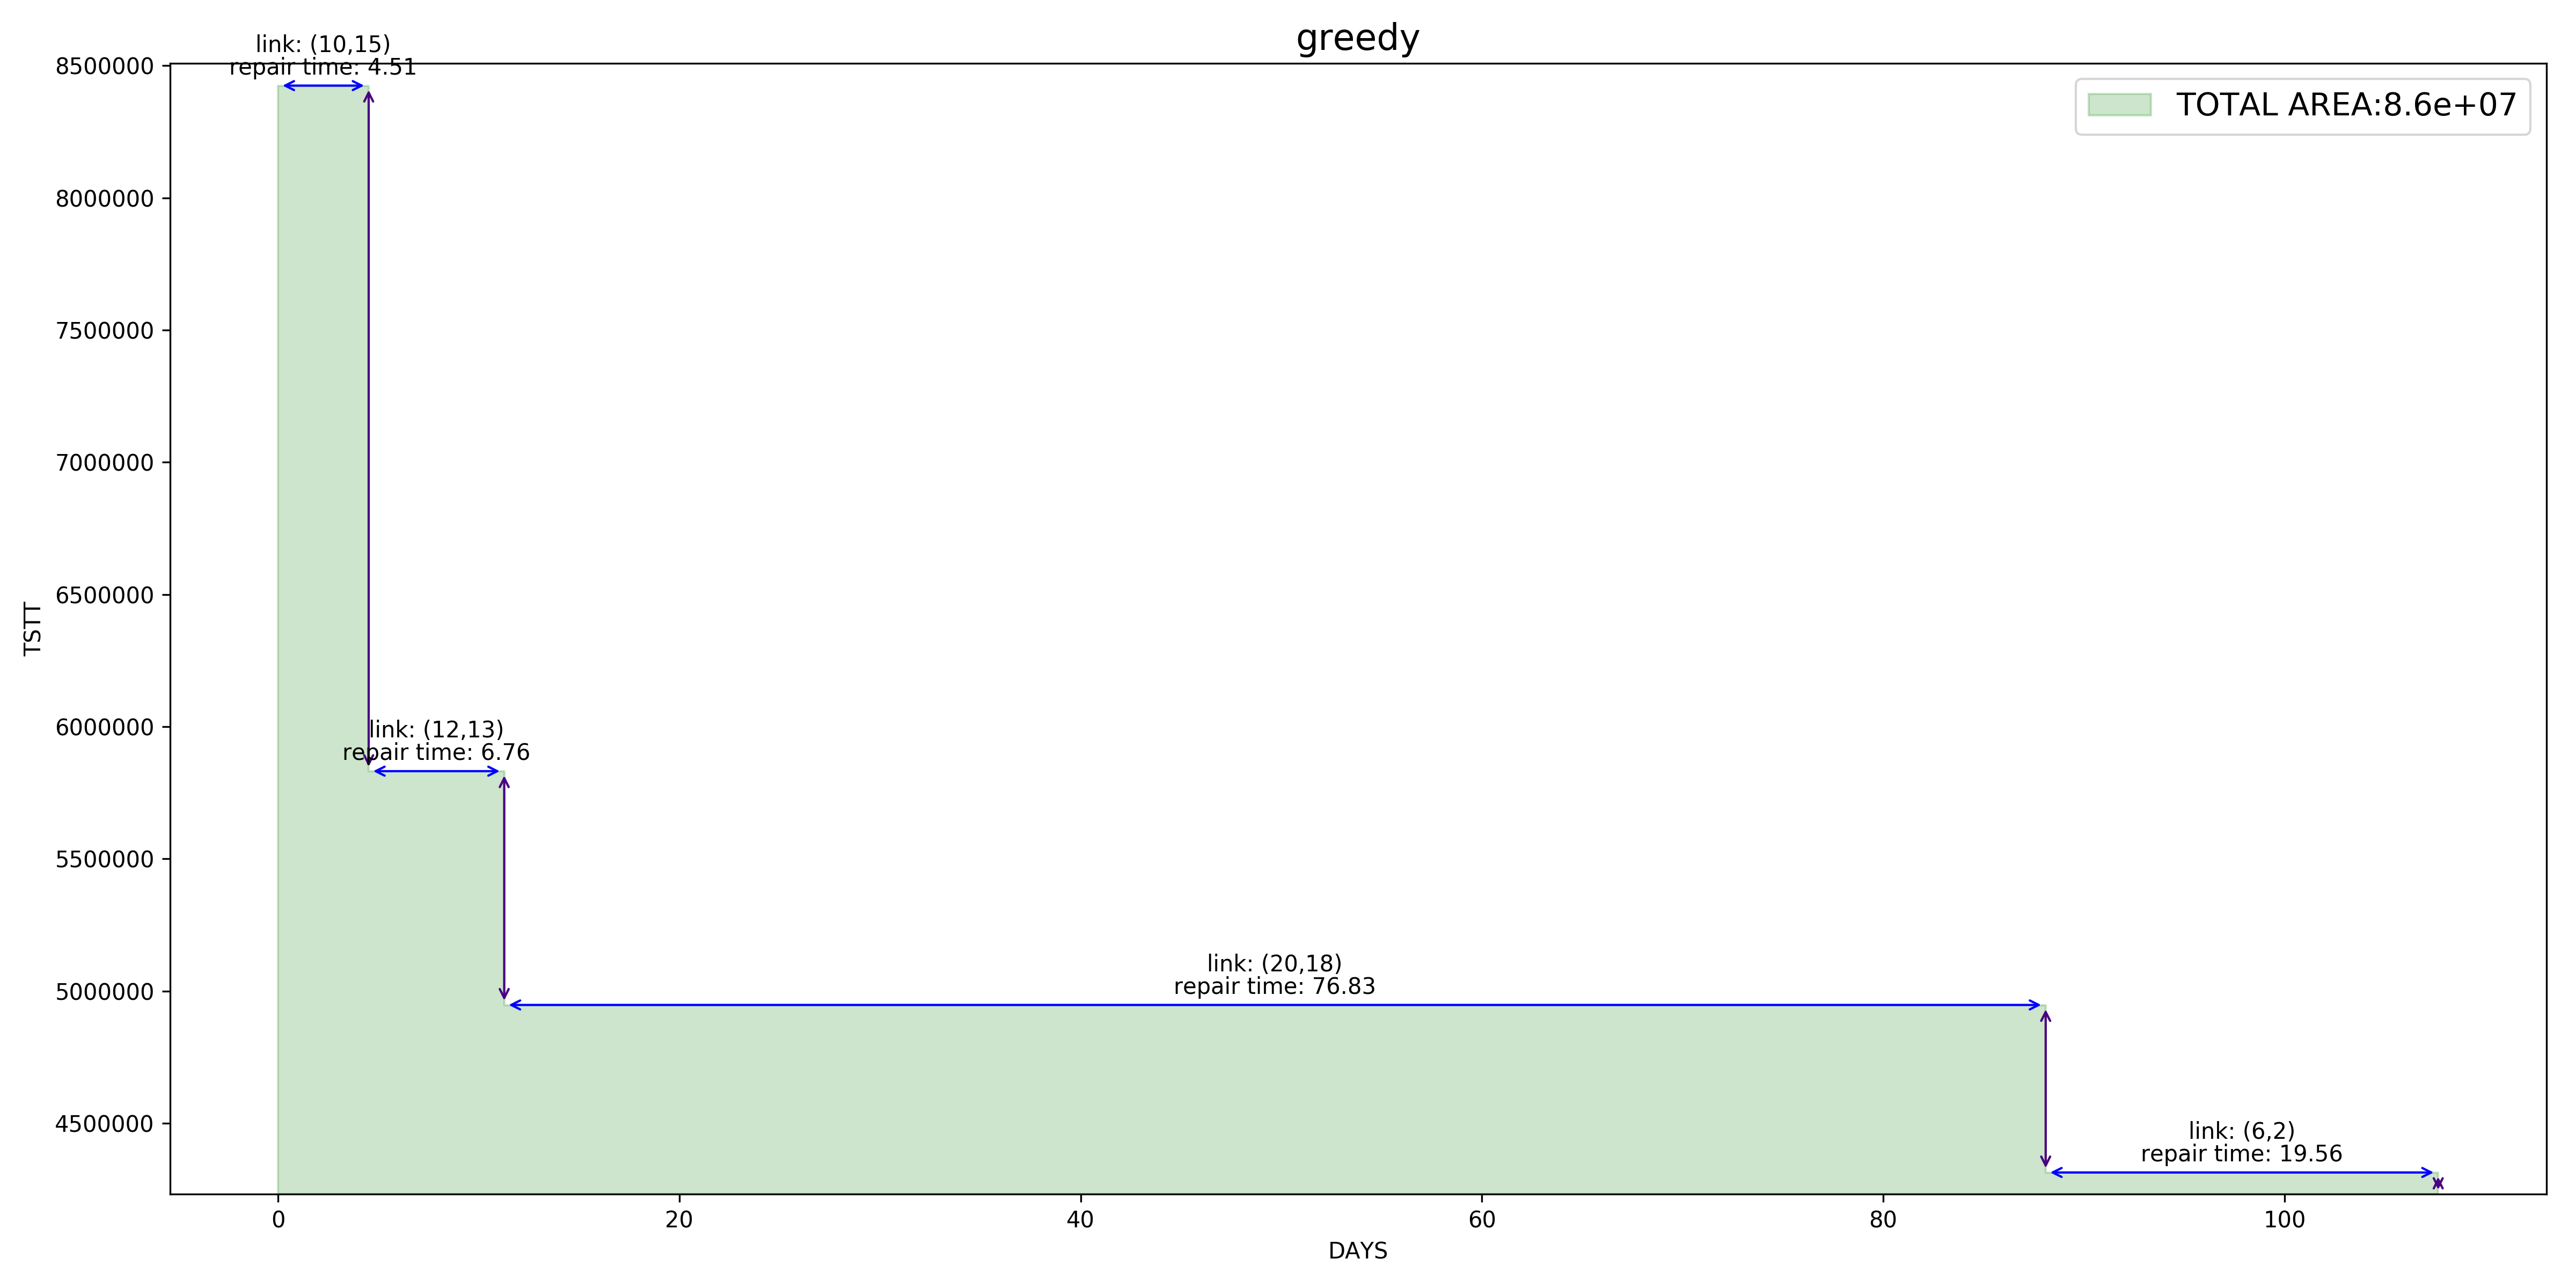 greedy
TOTAL AREA:8.6e+07
link: (10,15)
repair time: 4.51
link: (12,13)
repair time: 6.76
link: (20,18)
repair time: 76.83
link: (6,2)
repair time: 19.56
TSTT
8500000
8000000
7500000
7000000
6500000
6000000
5500000
5000000
4500000
0 20 40 60 80 100
DAYS